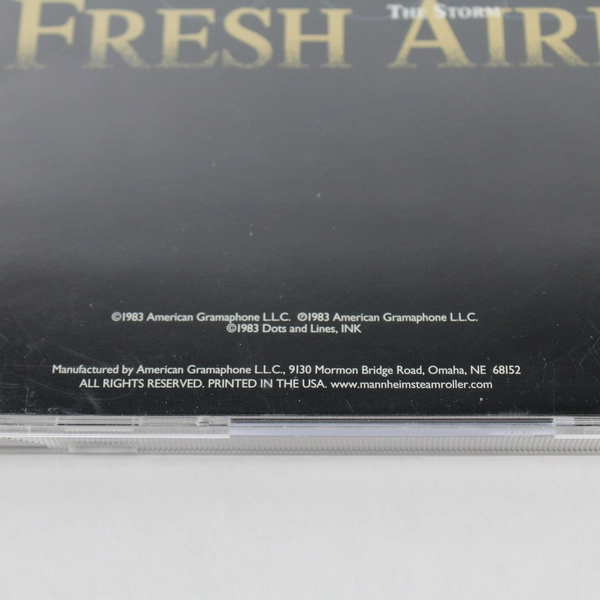 THE STORM
FRESH AIRE
©1983 American Gramaphone L.L.C. ℗1983 American Gramaphone L.L.C.
©1983 Dots and Lines, INK
Manufactured by American Gramaphone L.L.C., 9130 Mormon Bridge Road, Omaha, NE 68152
ALL RIGHTS RESERVED. PRINTED IN THE USA. www.mannheimsteamroller.com